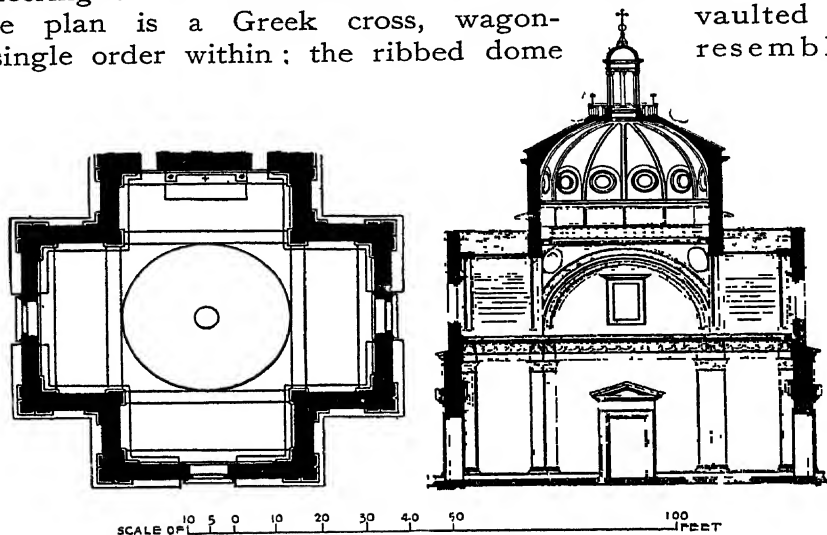 e plan is a Greek cross, wagon-
single order within ; the ribbed dome
vaulted
resembl
SCALE OF 10 5 0 10 20 30 40 50 100 FEET